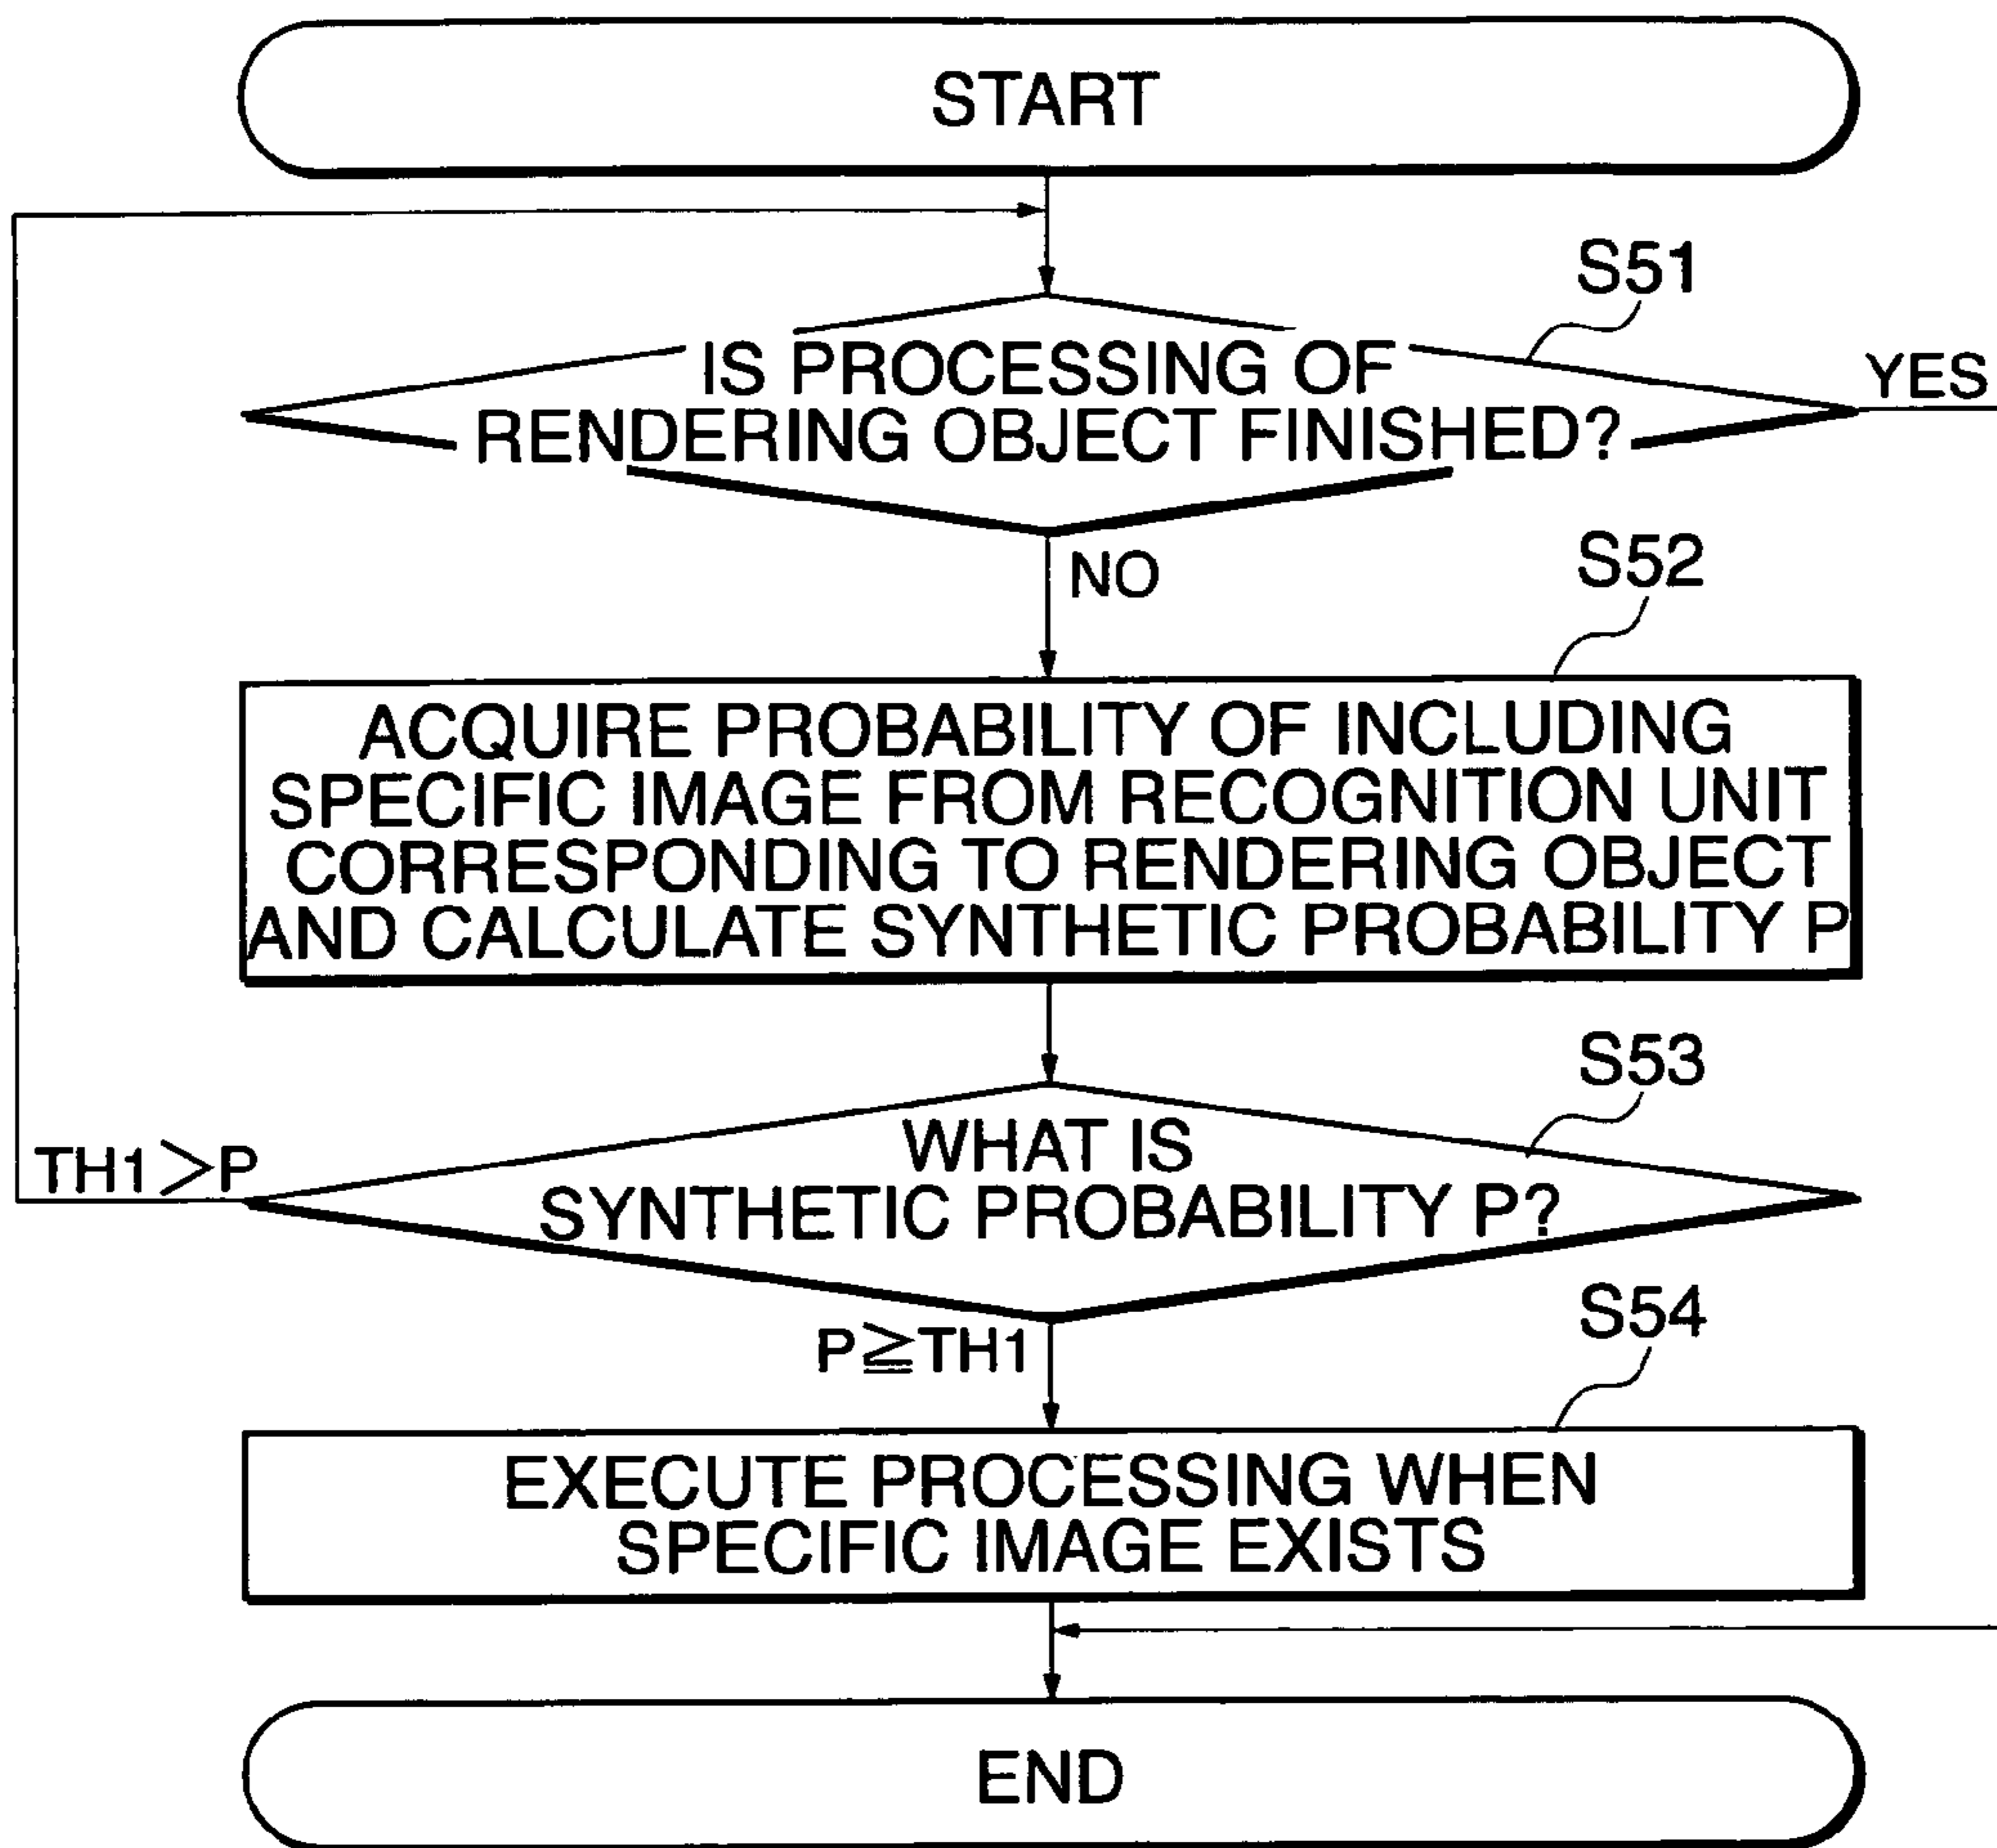 START
S51
IS PROCESSING OF
RENDERING OBJECT FINISHED?
YES
NO
S52
ACQUIRE PROBABILITY OF INCLUDING
SPECIFIC IMAGE FROM RECOGNITION UNIT
CORRESPONDING TO RENDERING OBJECT
AND CALCULATE SYNTHETIC PROBABILITY P
S53
WHAT IS
SYNTHETIC PROBABILITY P?
TH1>P
P≧TH1
S54
EXECUTE PROCESSING WHEN
SPECIFIC IMAGE EXISTS
END